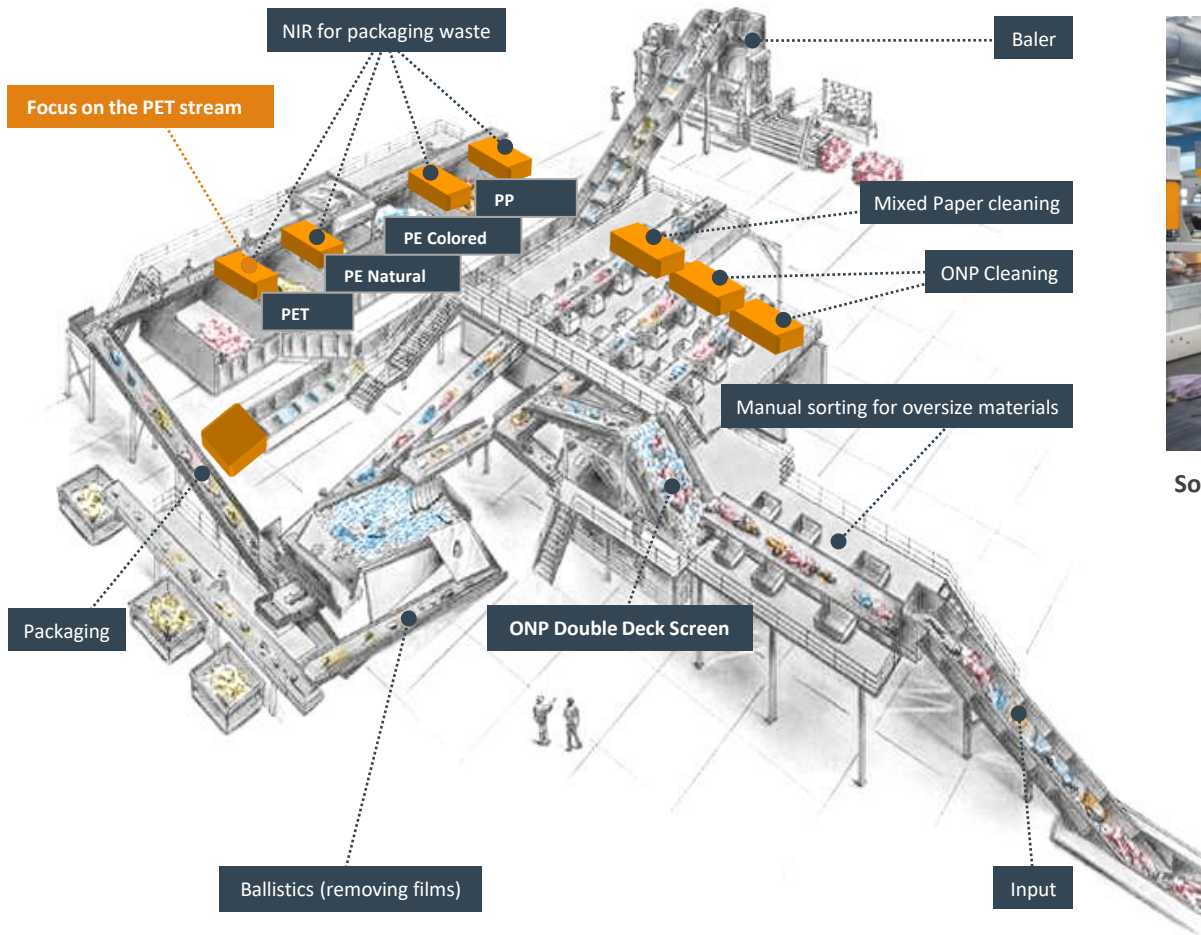 NIR for packaging waste
Baler
Focus on the PET stream
Mixed Paper cleaning
PP
PE Colored
ONP Cleaning
PE Natural
PET
Manual sorting for oversize materials
So
Packaging
ONP Double Deck Screen
Ballistics (removing films)
Input